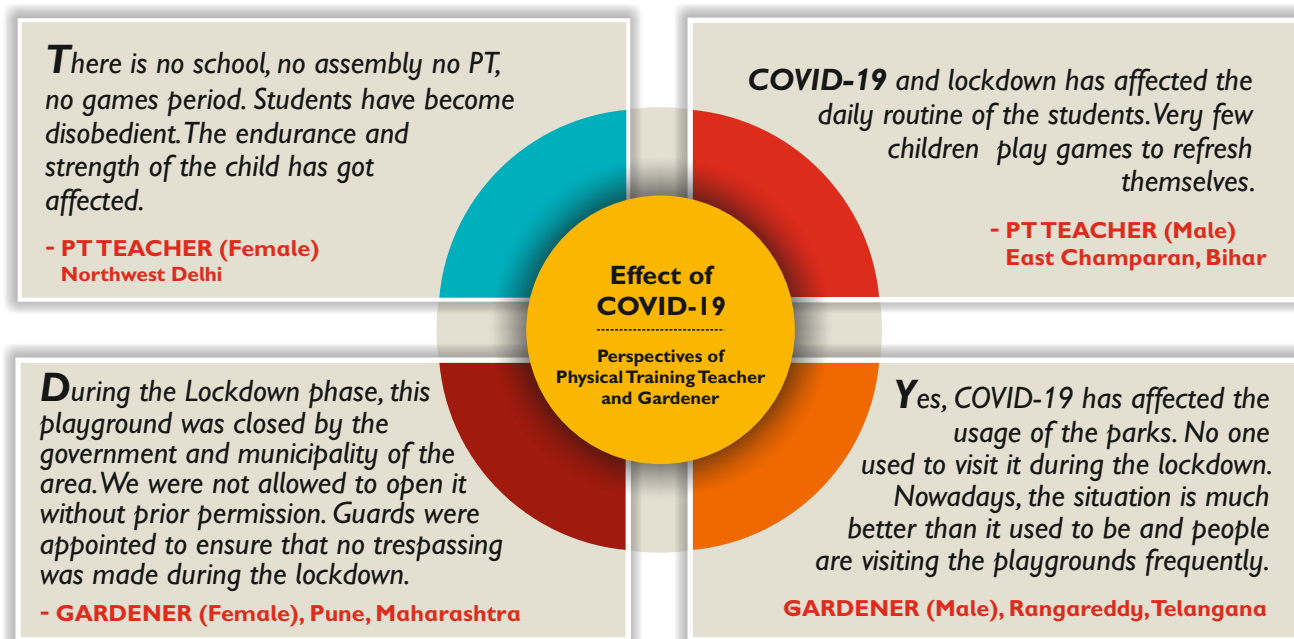 There is no school, no assembly no PT,
no games period. Students have become
disobedient. The endurance and
strength of the child has got
affected.
- PT TEACHER (Female)
Northwest Delhi
COVID-19 and lockdown has affected the
daily routine of the students. Very few
children play games to refresh
themselves.
- PT TEACHER (Male)
East Champaran, Bihar
Effect of
COVID-19
Perspectives of
Physical Training Teacher
and Gardener
During the Lockdown phase, this
playground was closed by the
government and municipality of the
area. We were not allowed to open it
without prior permission. Guards were
appointed to ensure that no trespassing
was made during the lockdown.
- GARDENER (Female), Pune, Maharashtra
Yes, COVID-19 has affected the
usage of the parks. No one
used to visit it during the lockdown.
Nowadays, the situation is much
better than it used to be and people
are visiting the playgrounds frequently.
GARDENER (Male), Rangareddy, Telangana